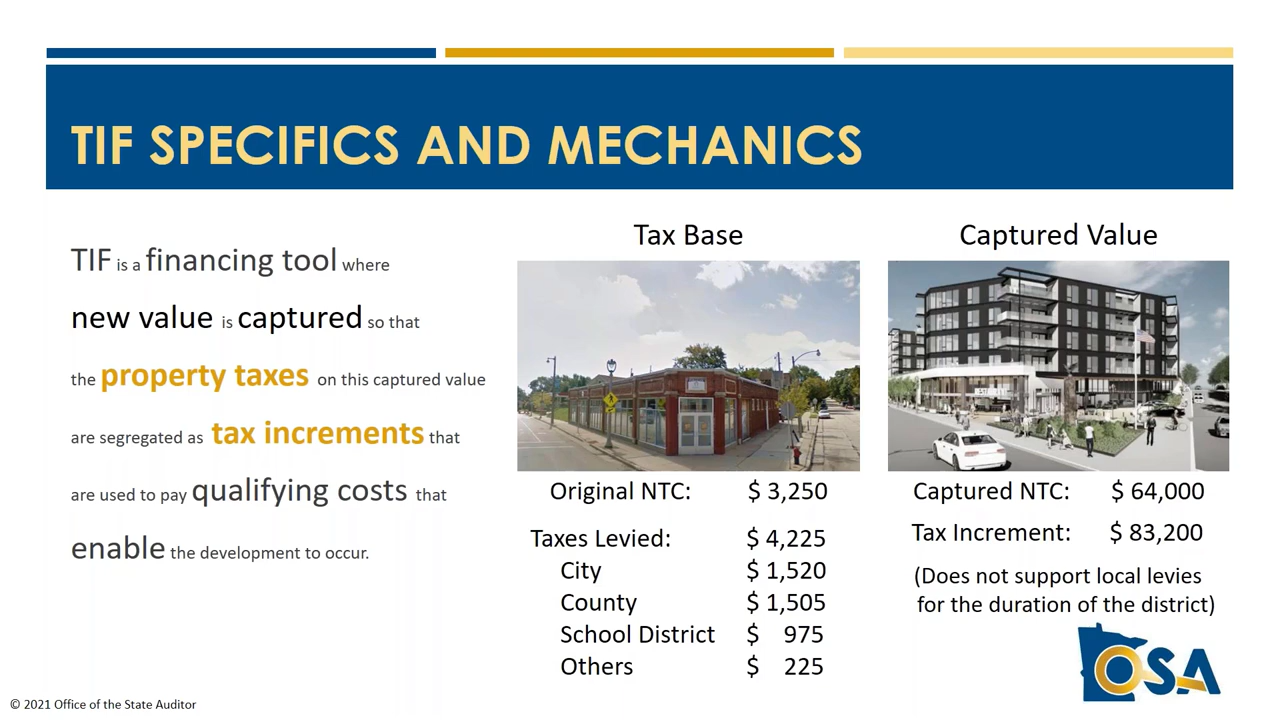 TIF SPECIFICS AND MECHANICS
TIF is a financing tool where
new value is captured so that
the property taxes on this captured value
are segregated as tax increments that
are used to pay qualifying costs that
enable the development to occur.
Tax Base
Original NTC: $ 3,250
Taxes Levied: $ 4,225
City $ 1,520
County $ 1,505
School District $ 975
Others $ 225
Captured Value
Captured NTC: $ 64,000
Tax Increment: $ 83,200
(Does not support local levies
for the duration of the district)
OSA
© 2021 Office of the State Auditor